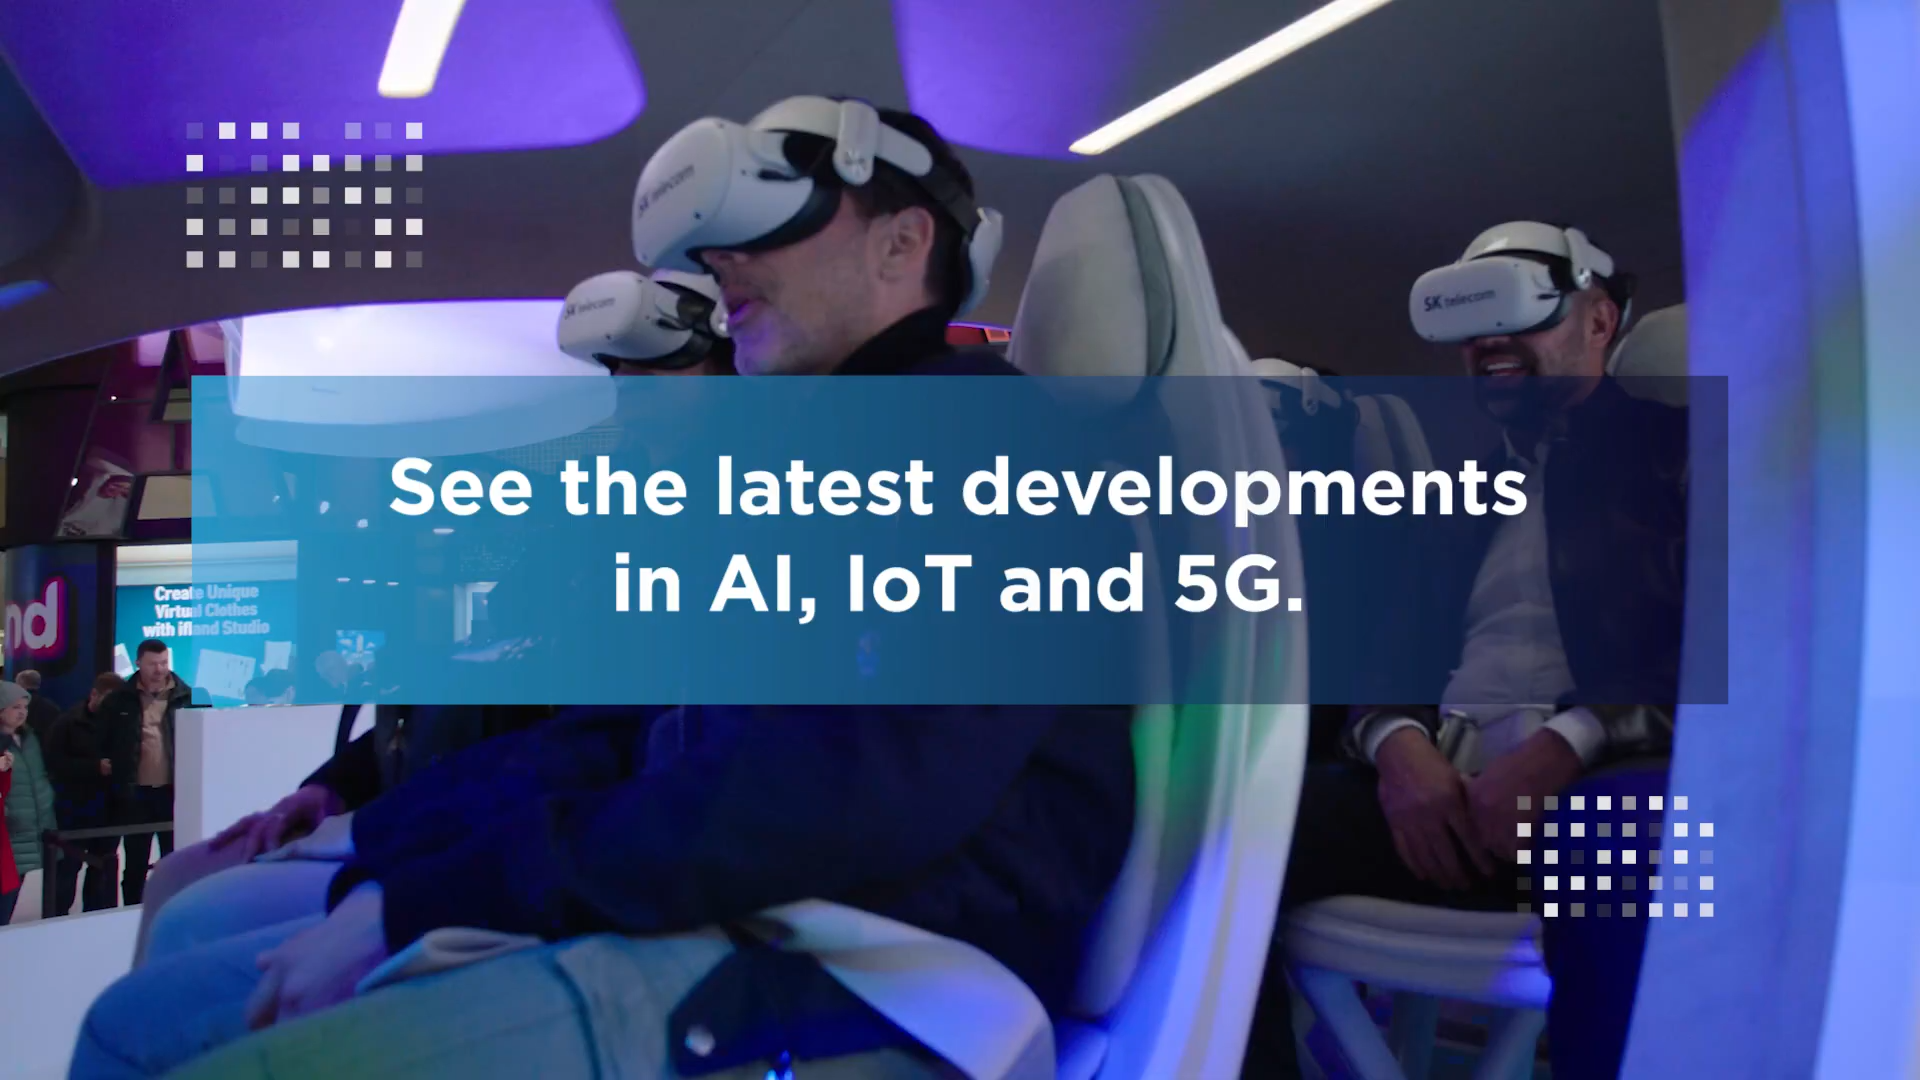 SK telecom
SK telecom
SK telecom
See the latest developments
in AI, IoT and 5G.
Create Unique
Virtual Clothes
with ifland Studio
nd